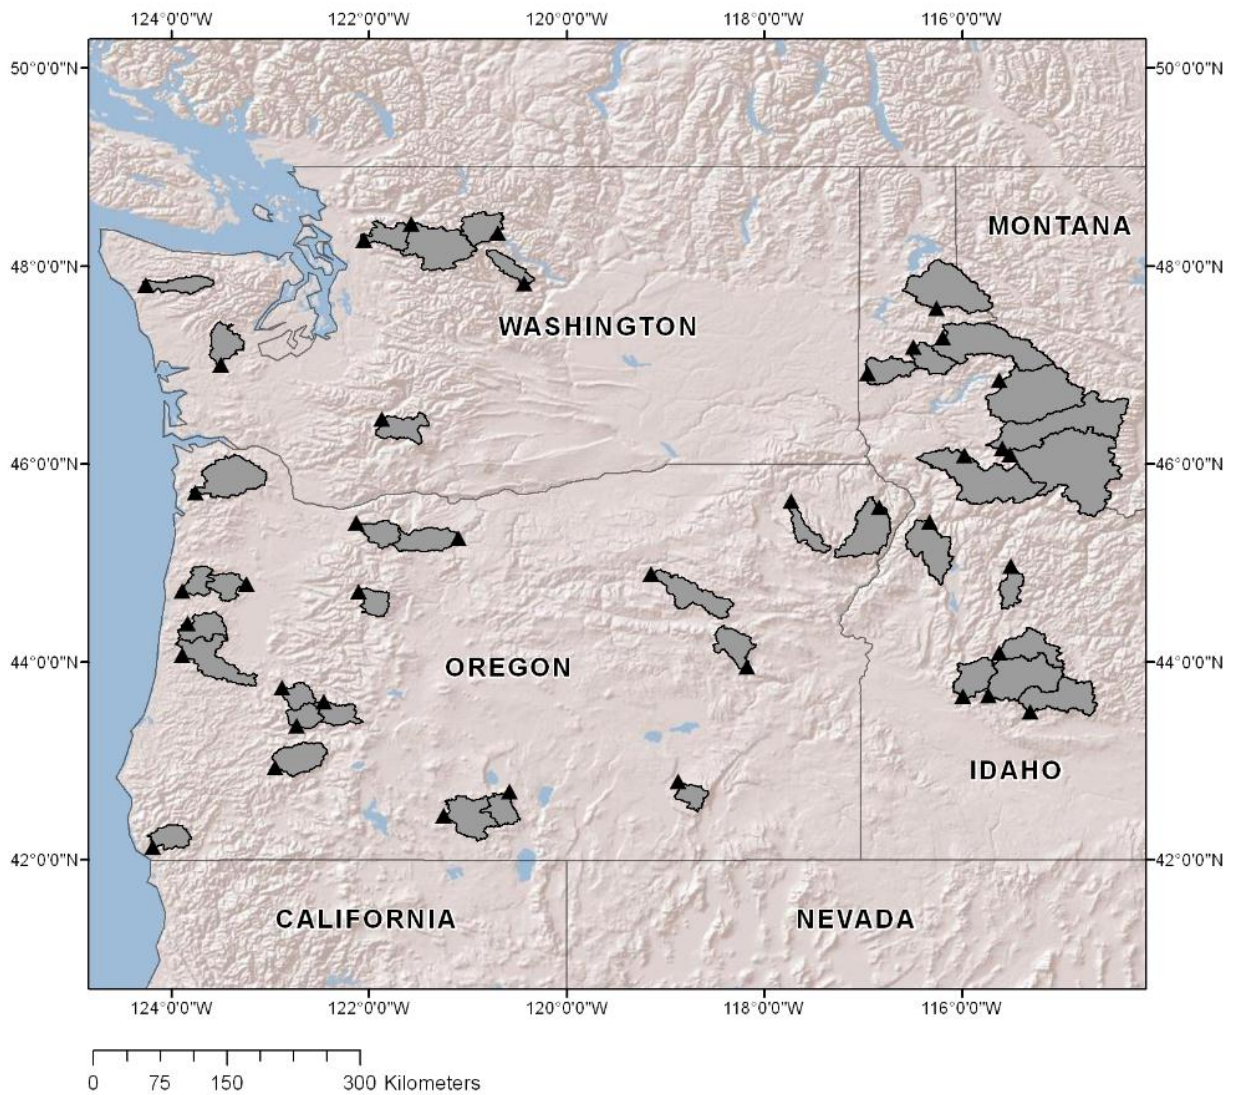 124°0'0"W 122°0'0"W 120°0'0"W 118°0'0"W 116°0'0"W
50°0'0"N 50°0'0"N
MONTANA
48°0'0"N 48°0'0"N
WASHINGTON
46°0'0"N 46°0'0"N
44°0'0"N 44°0'0"N
OREGON
IDAHO
42°0'0"N 42°0'0"N
CALIFORNIA NEVADA
124°0'0"W 122°0'0"W 120°0'0"W 118°0'0"W 116°0'0"W
0 75 150 300 Kilometers